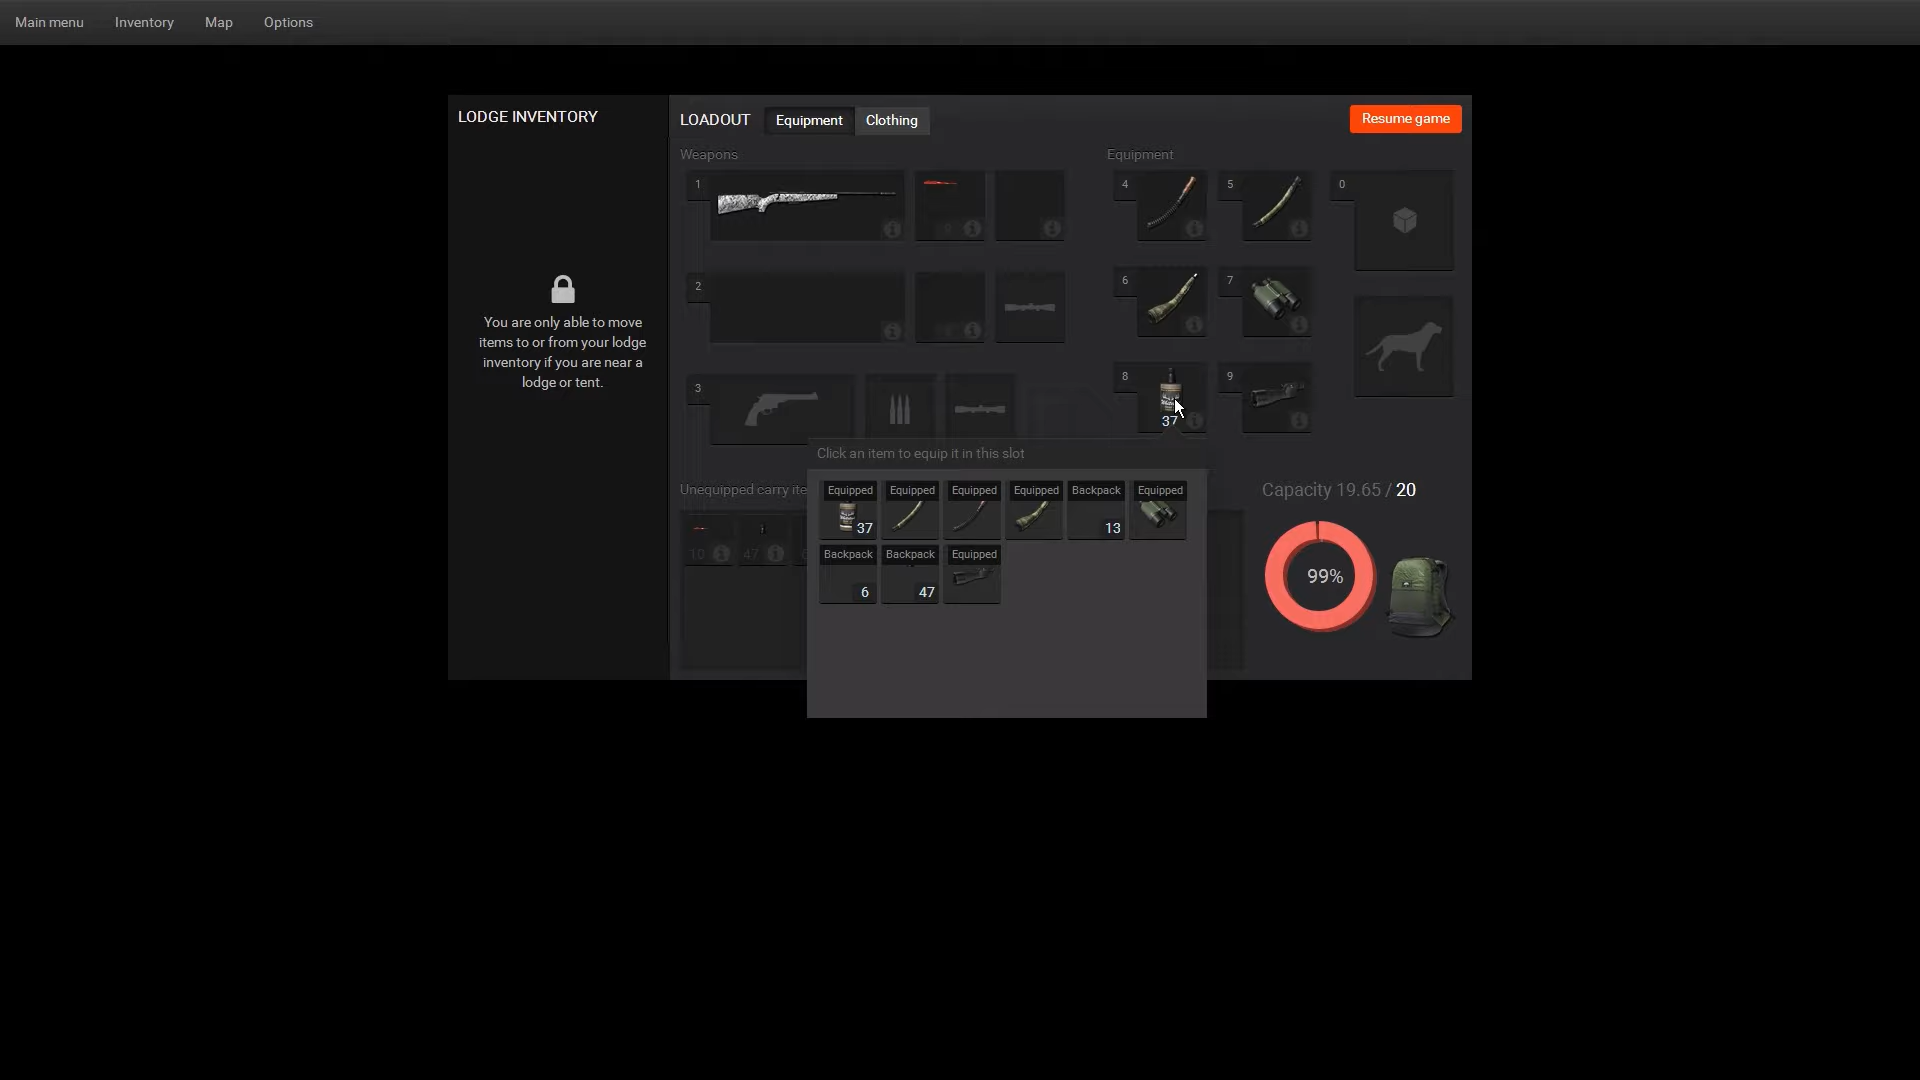 Main menu
Inventory
Map
Options
LODGE INVENTORY
You are only able to move
items to or from your lodge
inventory if you are near a
lodge or tent.
LOADOUT
Equipment
Clothing
Resume game
Weapons
1
2
3
Equipment
4
5
0
6
7
8
37
9
Unequipped carry ite
10
47
Click an item to equip it in this slot
Equipped
37
Equipped
Equipped
Equipped
Backpack
13
Equipped
Backpack
6
Backpack
47
Equipped
Capacity 19.65 / 20
99%